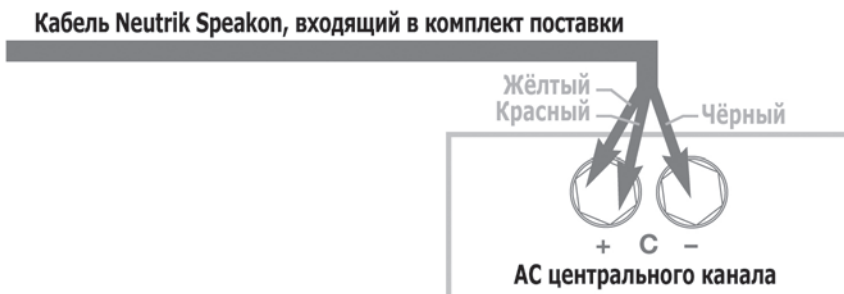 Кабель Neutrik Speakon, входящий в комплект поставки
Жёлтый
Красный
Чёрный
+ C –
АС центрального канала